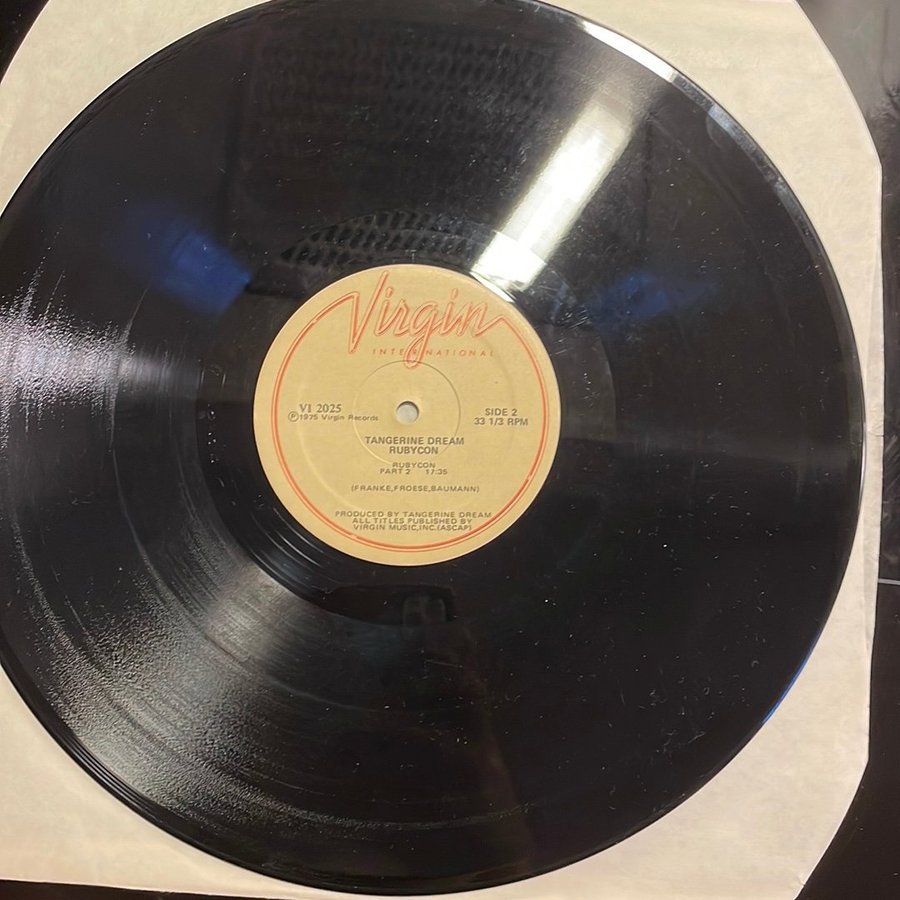 Virgin
INTERNATIONAL
VI 2025
℗1975 Virgin Records
SIDE 2
33 1/3 RPM
TANGERINE DREAM
RUBYCON
RUBYCON
PART 2 17:35
(FRANKE,FROESE,BAUMANN)
PRODUCED BY TANGERINE DREAM
ALL TITLES PUBLISHED BY
VIRGIN MUSIC,INC.(ASCAP)